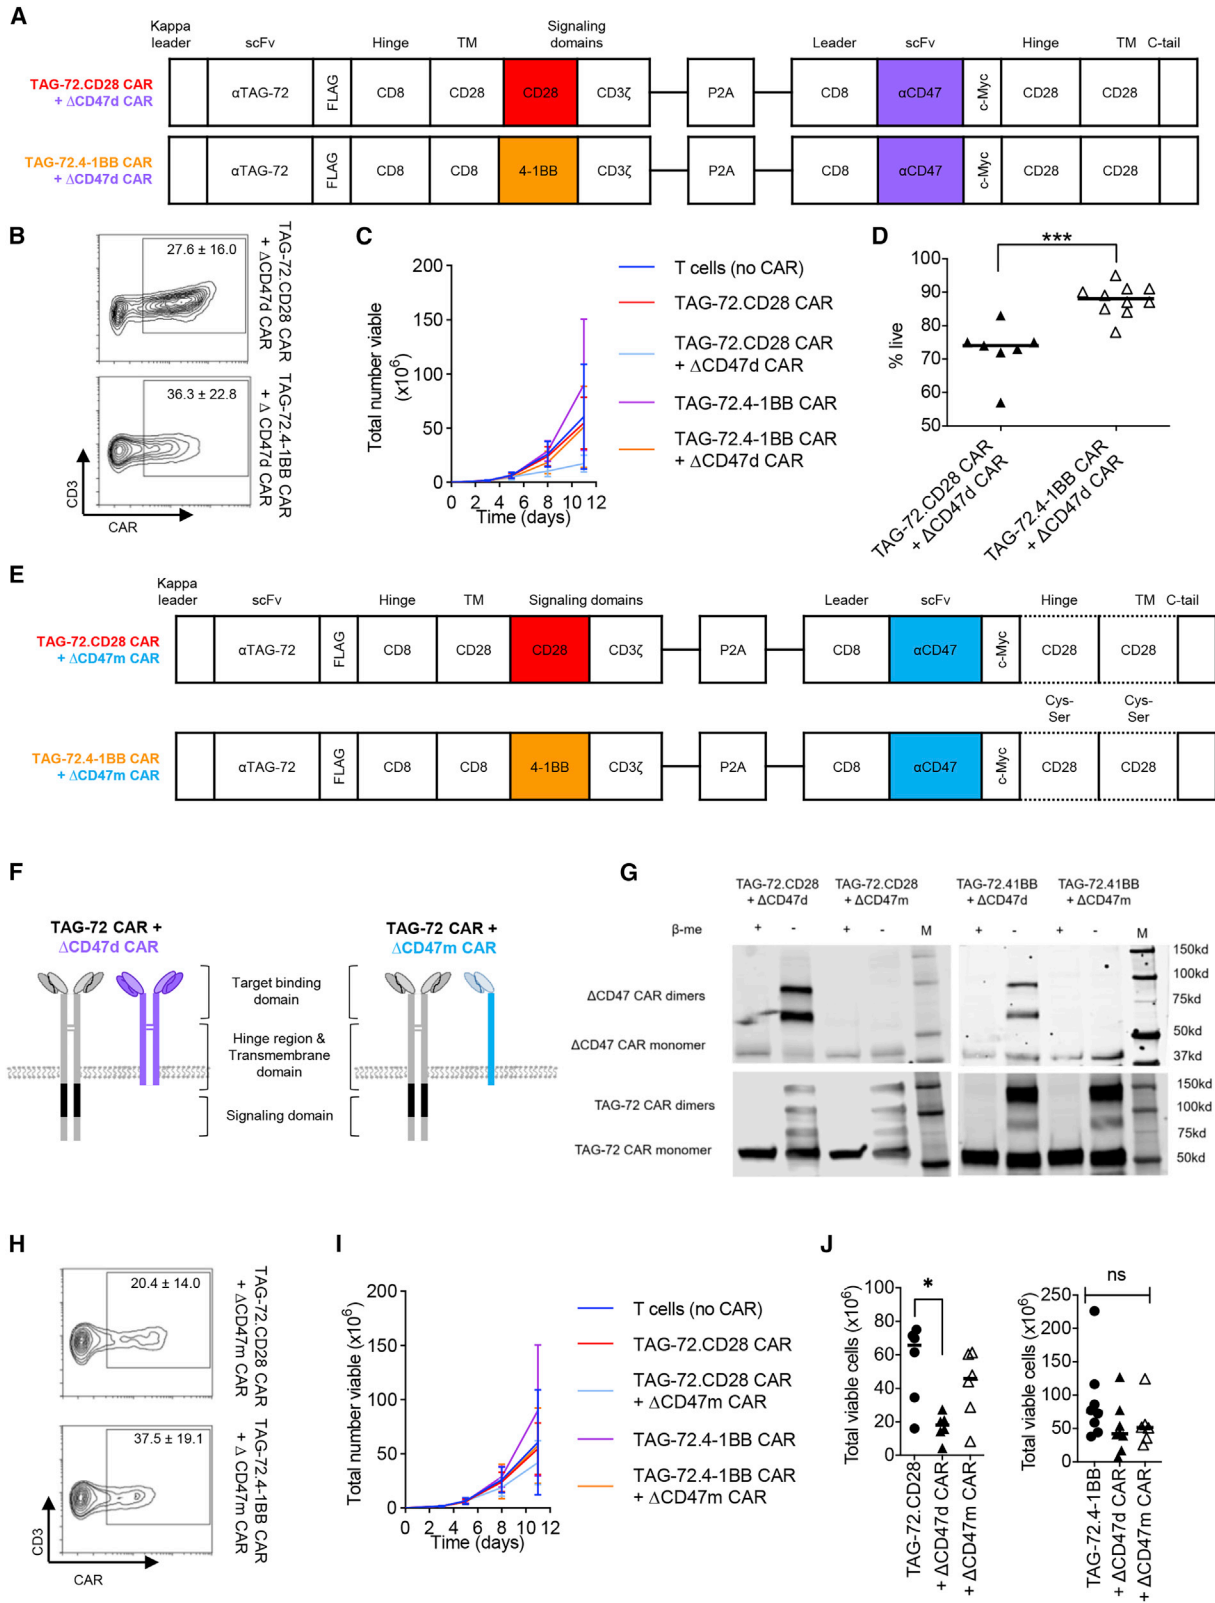 A
Kappa leader scFv Hinge TM Signaling domains Leader scFv Hinge TM C-tail
TAG-72.CD28 CAR + ΔCD47d CAR
αTAG-72 FLAG CD8 CD28 CD28 CD3ζ P2A CD8 αCD47 c-Myc CD28 CD28
TAG-72.4-1BB CAR + ΔCD47d CAR
αTAG-72 FLAG CD8 CD8 4-1BB CD3ζ P2A CD8 αCD47 c-Myc CD28 CD28
B
27.6 ± 16.0
TAG-72.CD28 CAR + ΔCD47d CAR
36.3 ± 22.8
TAG-72.4-1BB CAR + Δ CD47d CAR
CD3
CAR
C
Total number viable (x10⁶)
200
150
100
50
0
0 2 4 6 8 10 12
Time (days)
T cells (no CAR)
TAG-72.CD28 CAR
TAG-72.CD28 CAR + ΔCD47d CAR
TAG-72.4-1BB CAR
TAG-72.4-1BB CAR + ΔCD47d CAR
D
***
% live
100
90
80
70
60
50
TAG-72.CD28 CAR + ΔCD47d CAR
TAG-72.4-1BB CAR + ΔCD47d CAR
E
Kappa leader scFv Hinge TM Signaling domains Leader scFv Hinge TM C-tail
TAG-72.CD28 CAR + ΔCD47m CAR
αTAG-72 FLAG CD8 CD28 CD28 CD3ζ P2A CD8 αCD47 c-Myc CD28 CD28
Cys-Ser Cys-Ser
TAG-72.4-1BB CAR + ΔCD47m CAR
αTAG-72 FLAG CD8 CD8 4-1BB CD3ζ P2A CD8 αCD47 c-Myc CD28 CD28
F
TAG-72 CAR + ΔCD47d CAR
TAG-72 CAR + ΔCD47m CAR
Target binding domain
Hinge region & Transmembrane domain
Signaling domain
G
TAG-72.CD28 + ΔCD47d
TAG-72.CD28 + ΔCD47m
TAG-72.41BB + ΔCD47d
TAG-72.41BB + ΔCD47m
β-me + - + - M + - + - M
ΔCD47 CAR dimers
ΔCD47 CAR monomer
150kd
100kd
75kd
50kd
37kd
TAG-72 CAR dimers
TAG-72 CAR monomer
150kd
100kd
75kd
50kd
H
20.4 ± 14.0
TAG-72.CD28 CAR + ΔCD47m CAR
37.5 ± 19.1
TAG-72.4-1BB CAR + Δ CD47m CAR
CD3
CAR
I
Total number viable (x10⁶)
200
150
100
50
0
0 2 4 6 8 10 12
Time (days)
T cells (no CAR)
TAG-72.CD28 CAR
TAG-72.CD28 CAR + ΔCD47m CAR
TAG-72.4-1BB CAR
TAG-72.4-1BB CAR + ΔCD47m CAR
J
*
Total viable cells (x10⁶)
100
80
60
40
20
0
TAG-72.CD28
+ ΔCD47d CAR
+ ΔCD47m CAR
ns
Total viable cells (x10⁶)
250
200
150
100
50
0
TAG-72.4-1BB
+ ΔCD47d CAR
+ ΔCD47m CAR